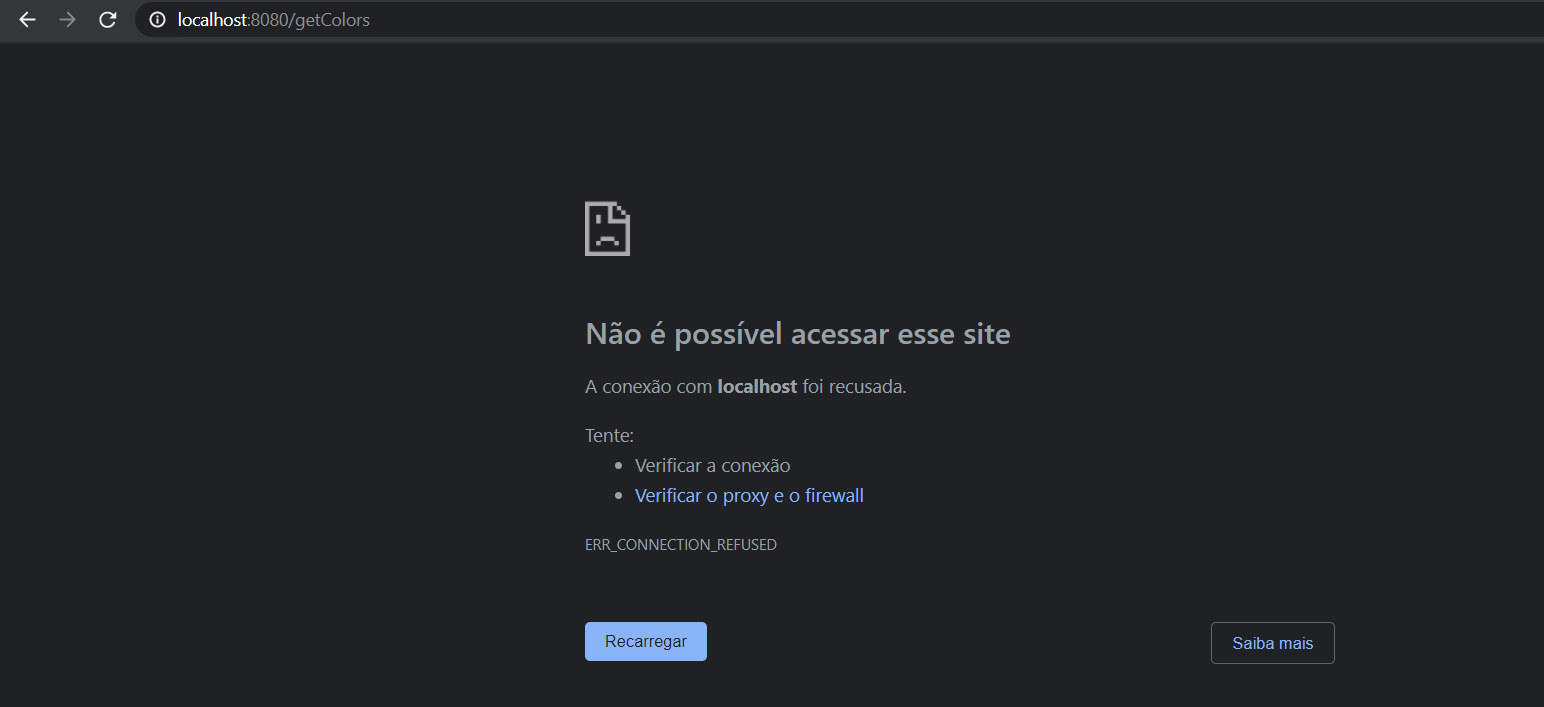 localhost:8080/getColors
Não é possível acessar esse site
A conexão com localhost foi recusada.
Tente:
Verificar a conexão
Verificar o proxy e o firewall
ERR_CONNECTION_REFUSED
Recarregar
Saiba mais